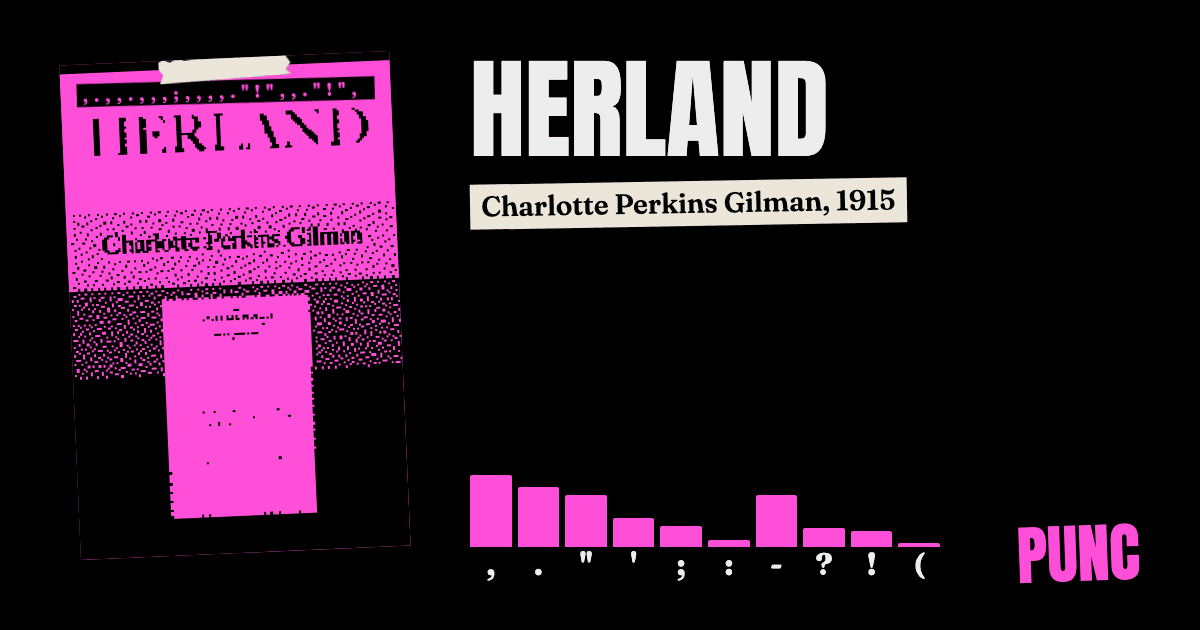 ,.,,.,,,;,,,,."!",,."!",
HERLAND
Charlotte Perkins Gilman
HERLAND
Charlotte Perkins Gilman, 1915
, . " ' ; : - ? ! (
PUNC